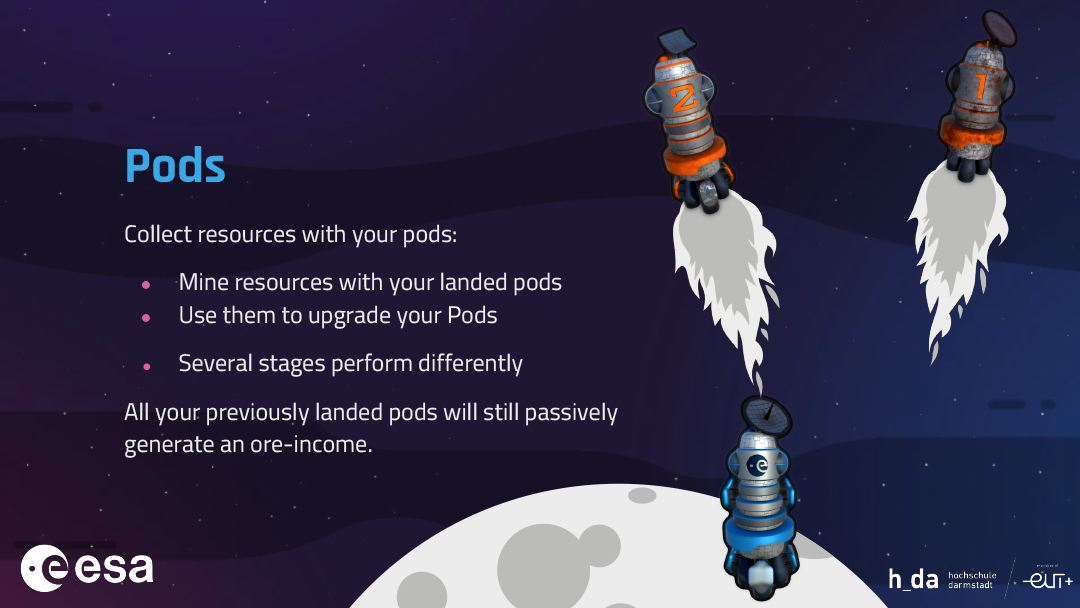 Pods
Collect resources with your pods:
Mine resources with your landed pods
Use them to upgrade your Pods
Several stages perform differently
All your previously landed pods will still passively
generate an ore-income.
2
1
e
esa
h_da
hochschule
darmstadt
EUT+